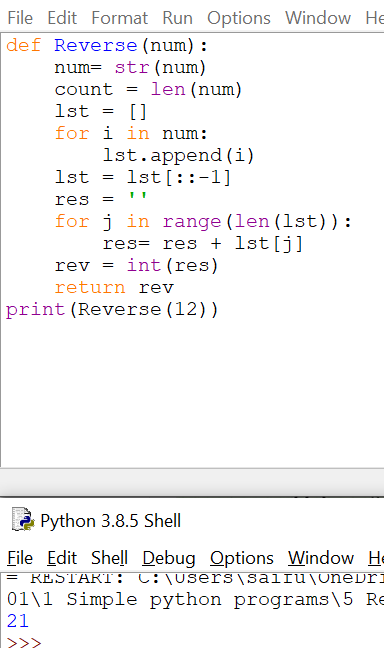 File Edit Format Run Options Window
def Reverse(num):
    num= str(num)
    count = len(num)
    lst = []
    for i in num:
        lst.append(i)
    lst = lst[::-1]
    res = ''
    for j in range(len(lst)):
        res= res + lst[j]
    rev = int(res)
    return rev
print(Reverse(12))
Python 3.8.5 Shell
File Edit Shell Debug Options Window He
= RESTART: C:\Users\saifu\OneDri
01\1 Simple python programs\5 Re
21
>>>